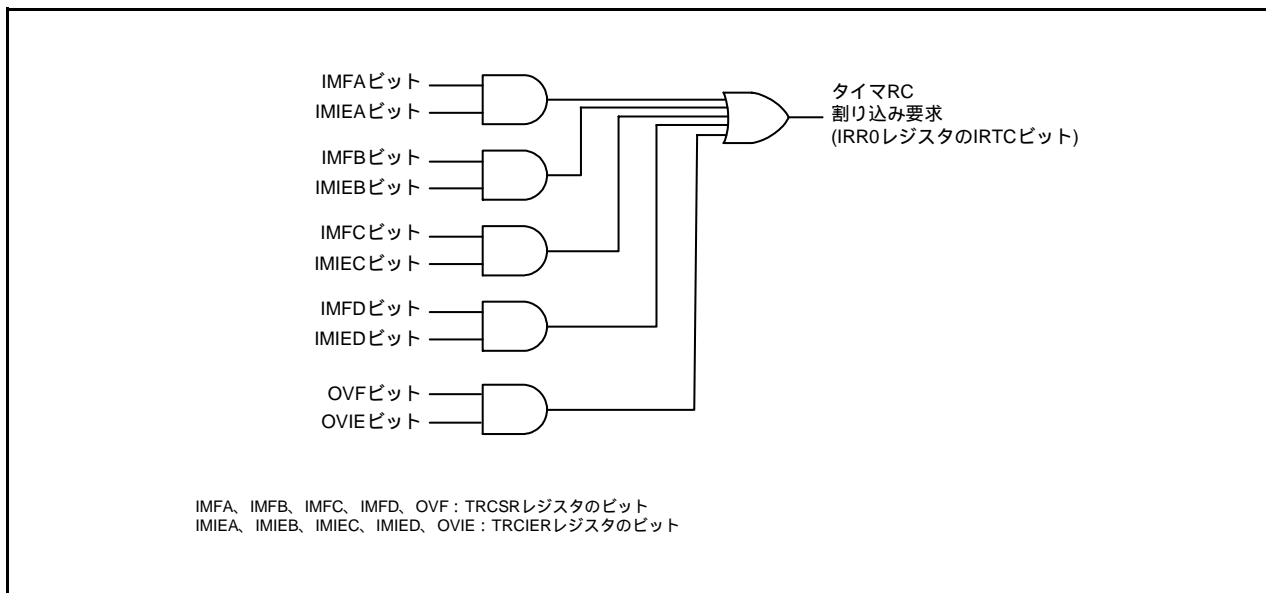 IMFAビット
IMIEAビット
IMFBビット
IMIEBビット
IMFCビット
IMIECビット
IMFDビット
IMIEDビット
OVFビット
OVIEビット
タイマRC
割り込み要求
(IRR0レジスタのIRTCビット)
IMFA、IMFB、IMFC、IMFD、OVF：TRCSRレジスタのビット
IMIEA、IMIEB、IMIEC、IMIED、OVIE：TRCIERレジスタのビット